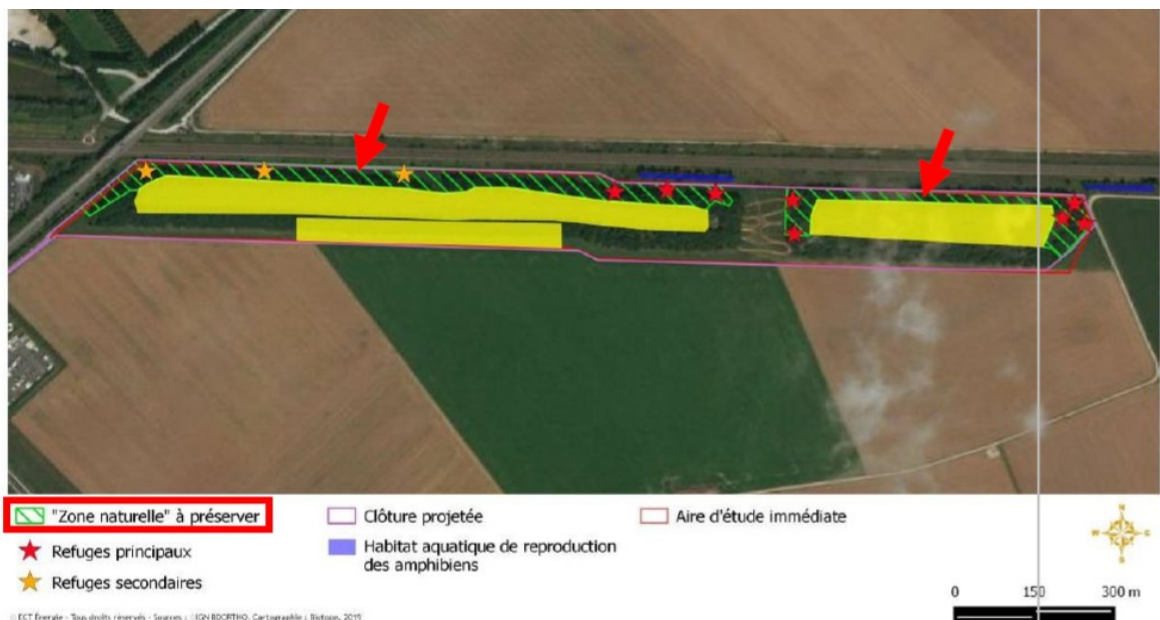 "Zone naturelle" à préserver
Clôture projetée
Aire d'étude immédiate
Refuges principaux
Habitat aquatique de reproduction
des amphibiens
Refuges secondaires
0 150 300 m
© ECT Énergie - Tous droits réservés - Sources : ©IGN BDORTHO. Cartographie : Biotope, 2019